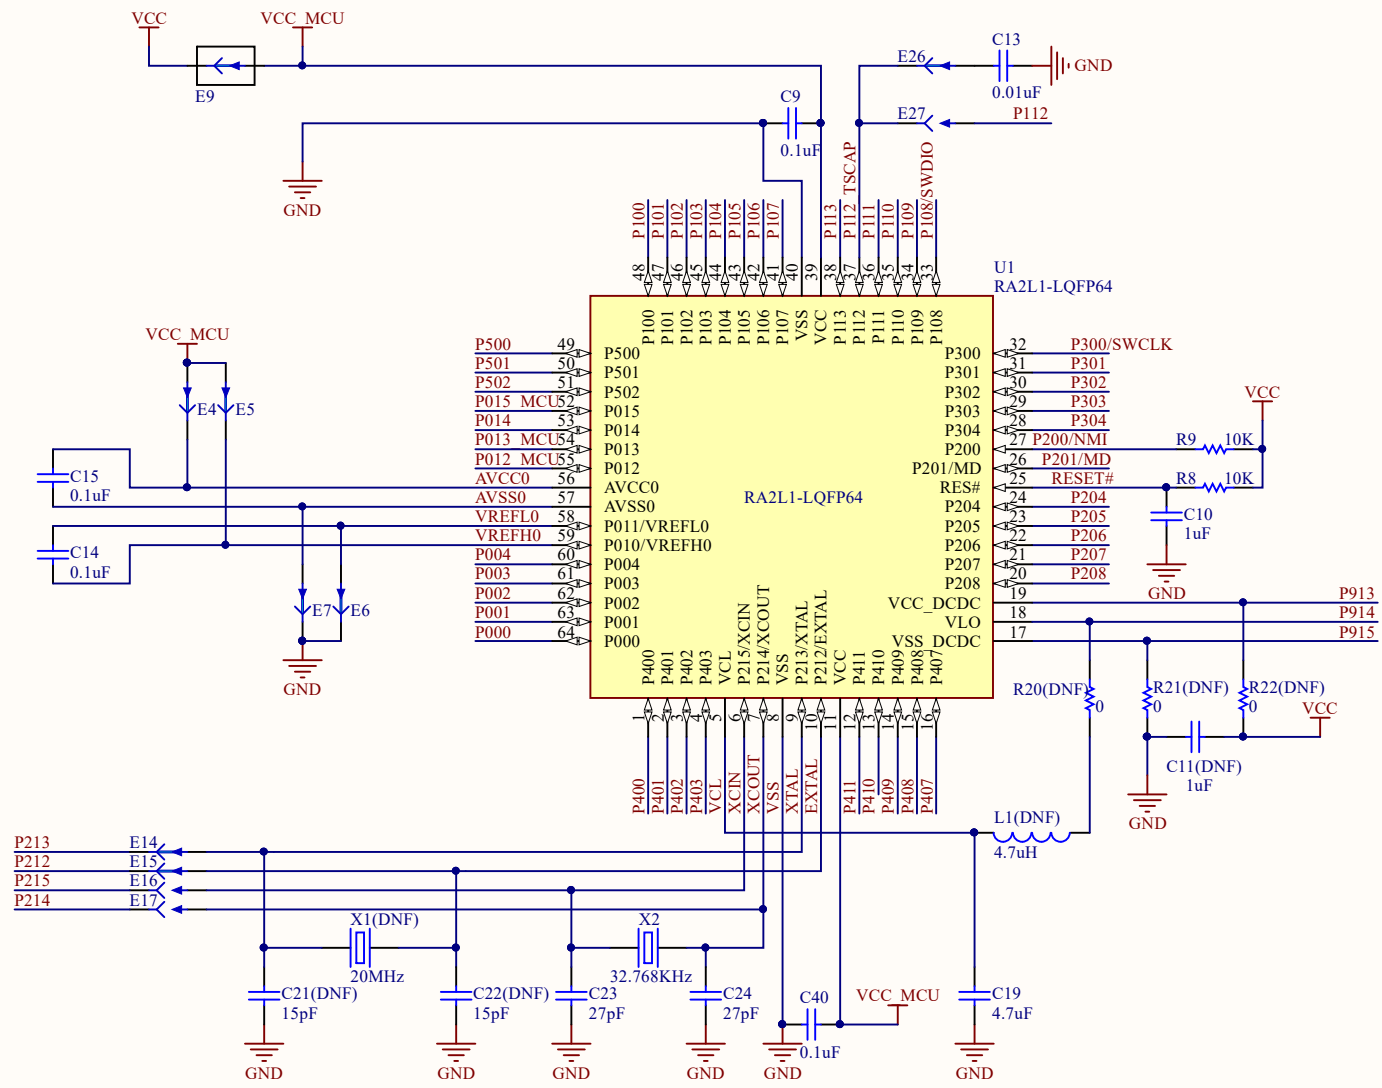 VCC
VCC_MCU
E9
C9
0.1uF
GND
E26
C13
0.01uF
GND
E27
P112
P100
P101
P102
P103
P104
P105
P106
P107
P113
P112_TSCAP
P111
P110
P109
P108/SWDIO
48
47
46
45
44
43
42
41
40
39
38
37
36
35
34
33
U1
RA2L1-LQFP64
P100
P101
P102
P103
P104
P105
P106
P107
VSS
VCC
P113
P112
P111
P110
P109
P108
VCC_MCU
E4
E5
C15
0.1uF
C14
0.1uF
E7
E6
GND
P500 49 P500
P501 50 P501
P502 51 P502
P015_MCU 52 P015
P014 53 P014
P013_MCU 54 P013
P012_MCU 55 P012
AVCC0 56 AVCC0
AVSS0 57 AVSS0
VREFL0 58 P011/VREFL0
VREFH0 59 P010/VREFH0
P004 60 P004
P003 61 P003
P002 62 P002
P001 63 P001
P000 64 P000
RA2L1-LQFP64
P300 32 P300/SWCLK
P301 31 P301
P302 30 P302
P303 29 P303
P304 28 P304
P200 27 P200/NMI
P201/MD 26 P201/MD
RES# 25 RESET#
P204 24 P204
P205 23 P205
P206 22 P206
P207 21 P207
P208 20 P208
VCC_DCDC 19 P913
VLO 18 P914
VSS_DCDC 17 P915
VCC
R9 10K
R8 10K
C10
1uF
GND
P400
P401
P402
P403
VCL
P215/XCIN
P214/XCOUT
VSS
P213/XTAL
P212/EXTAL
VCC
P411
P410
P409
P408
P407
1
2
3
4
5
6
7
8
9
10
11
12
13
14
15
16
P400
P401
P402
P403
VCL
XCIN
XCOUT
VSS
XTAL
EXTAL
P411
P410
P409
P408
P407
R20(DNF)
0
R21(DNF)
0
R22(DNF)
0
VCC
C11(DNF)
1uF
GND
L1(DNF)
4.7uH
P213 E14
P212 E15
P215 E16
P214 E17
X1(DNF)
20MHz
X2
32.768KHz
C21(DNF)
15pF
C22(DNF)
15pF
C23
27pF
C24
27pF
C40
0.1uF
VCC_MCU
C19
4.7uF
GND
GND
GND
GND
GND
GND